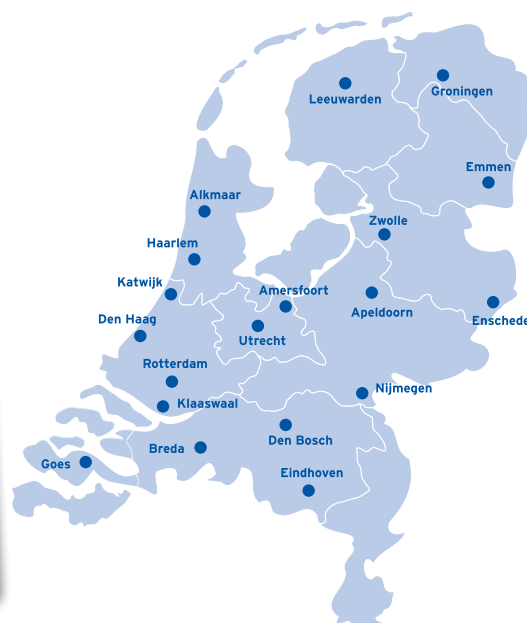 Leeuwarden
Groningen
Emmen
Alkmaar
Zwolle
Haarlem
Katwijk
Amersfoort
Apeldoorn
Den Haag
Enschede
Utrecht
Rotterdam
Nijmegen
Klaaswaal
Den Bosch
Breda
Goes
Eindhoven